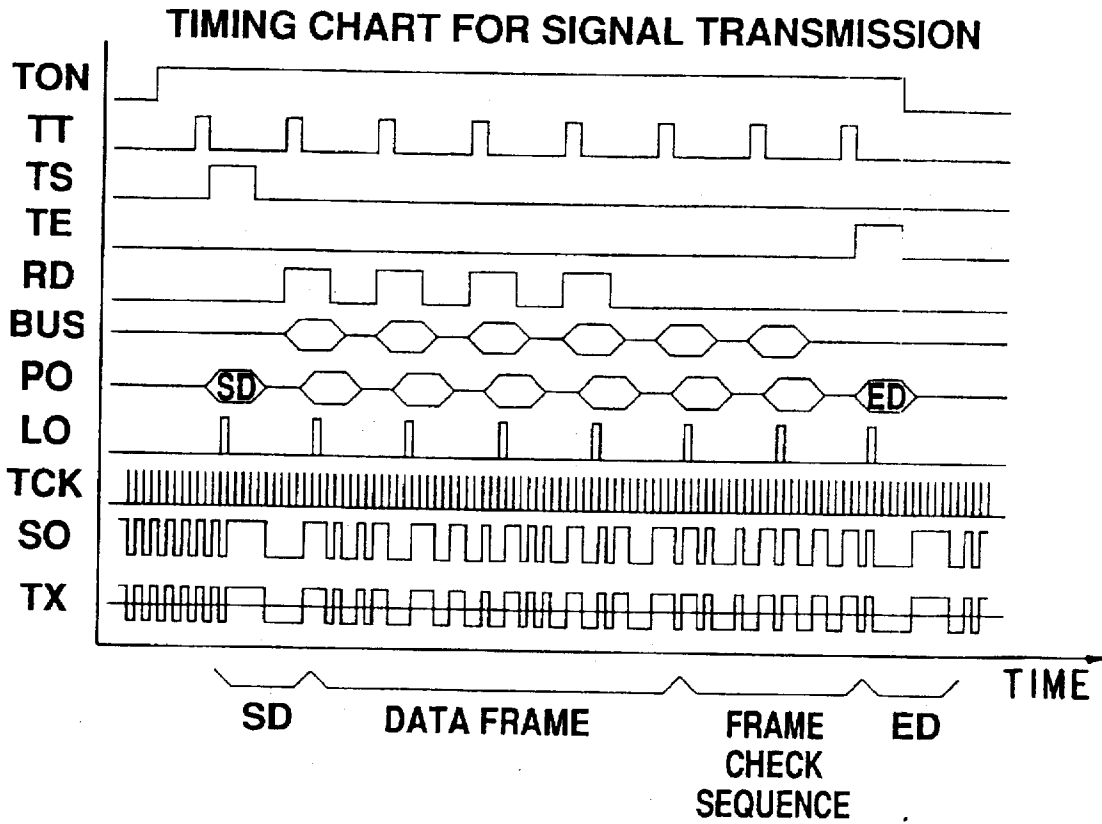 TIMING CHART FOR SIGNAL TRANSMISSION
TON
TT
TS
TE
RD
BUS
PO
SD
ED
LO
TCK
SO
TX
TIME
SD
DATA FRAME
FRAME
CHECK
SEQUENCE
ED